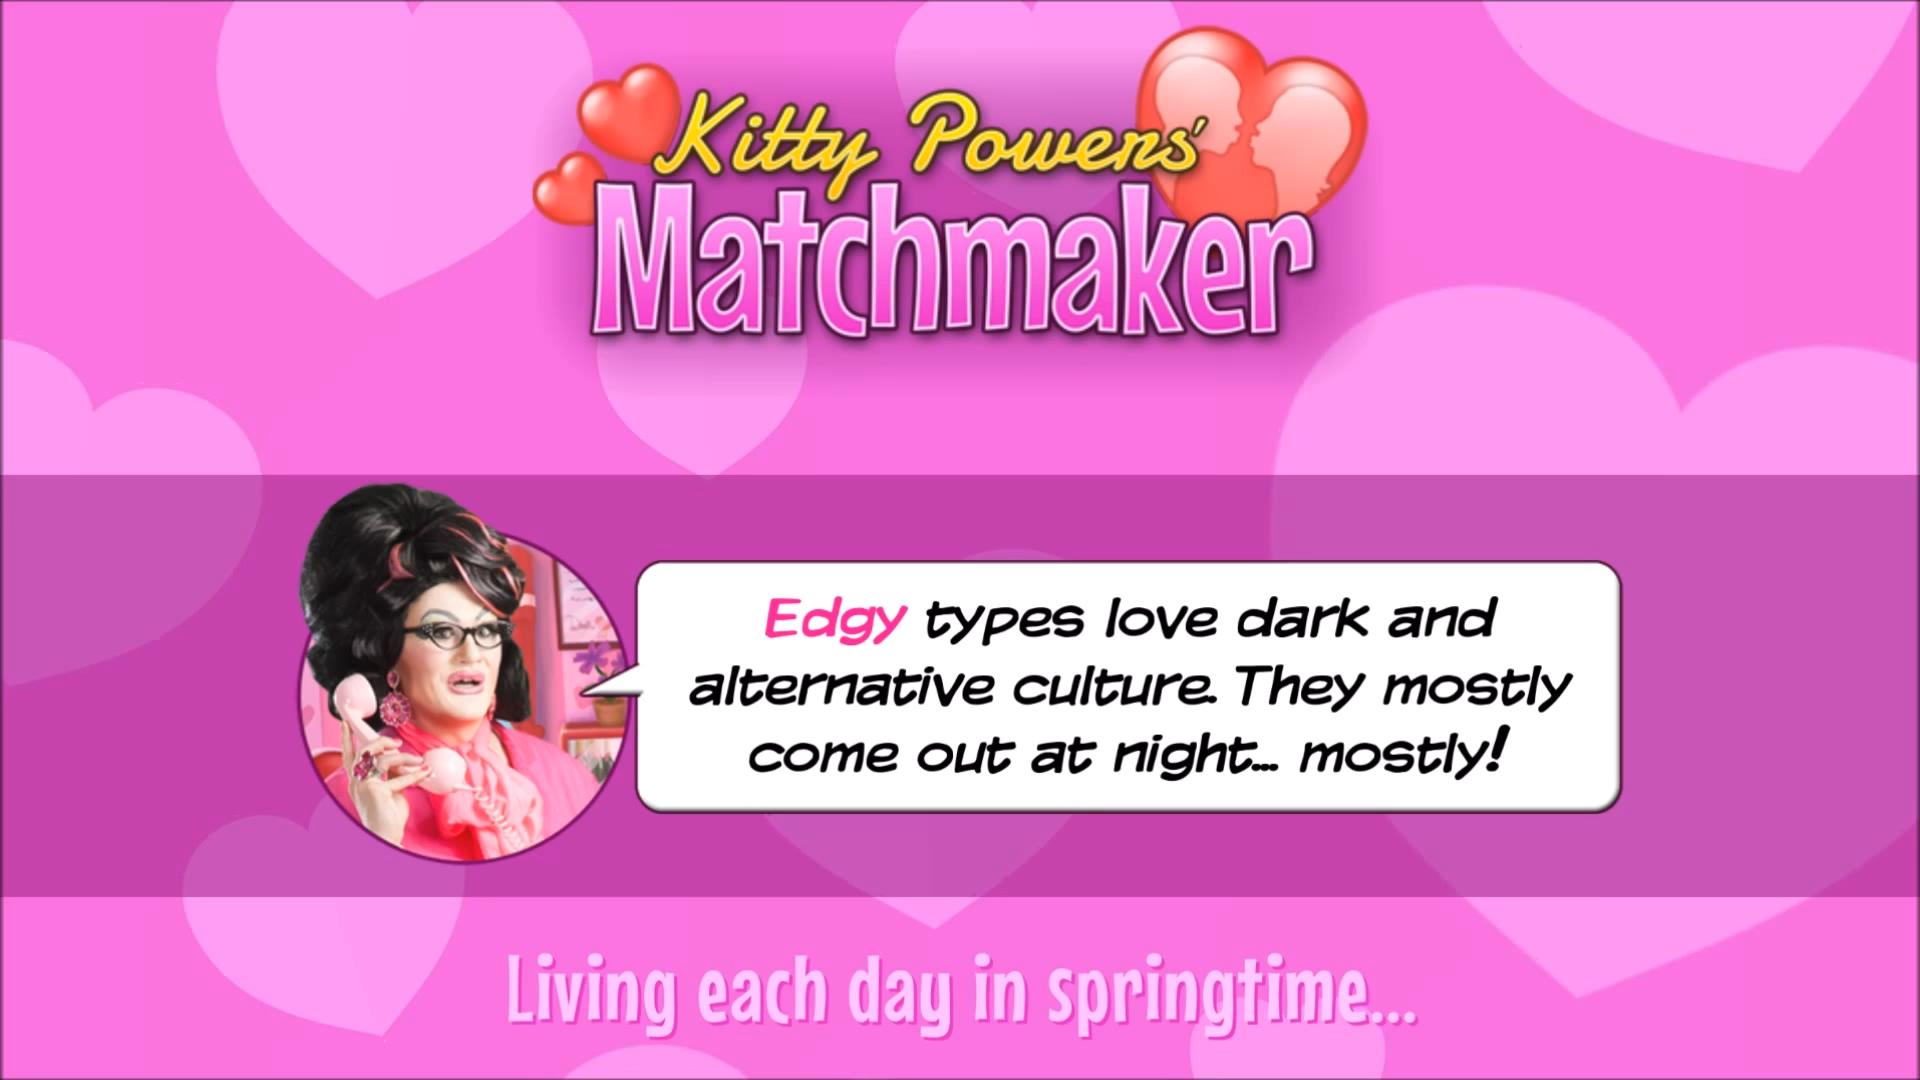 Kitty Powers'
Matchmaker
Edgy types love dark and
alternative culture. They mostly
come out at night... mostly!
Living each day in springtime...